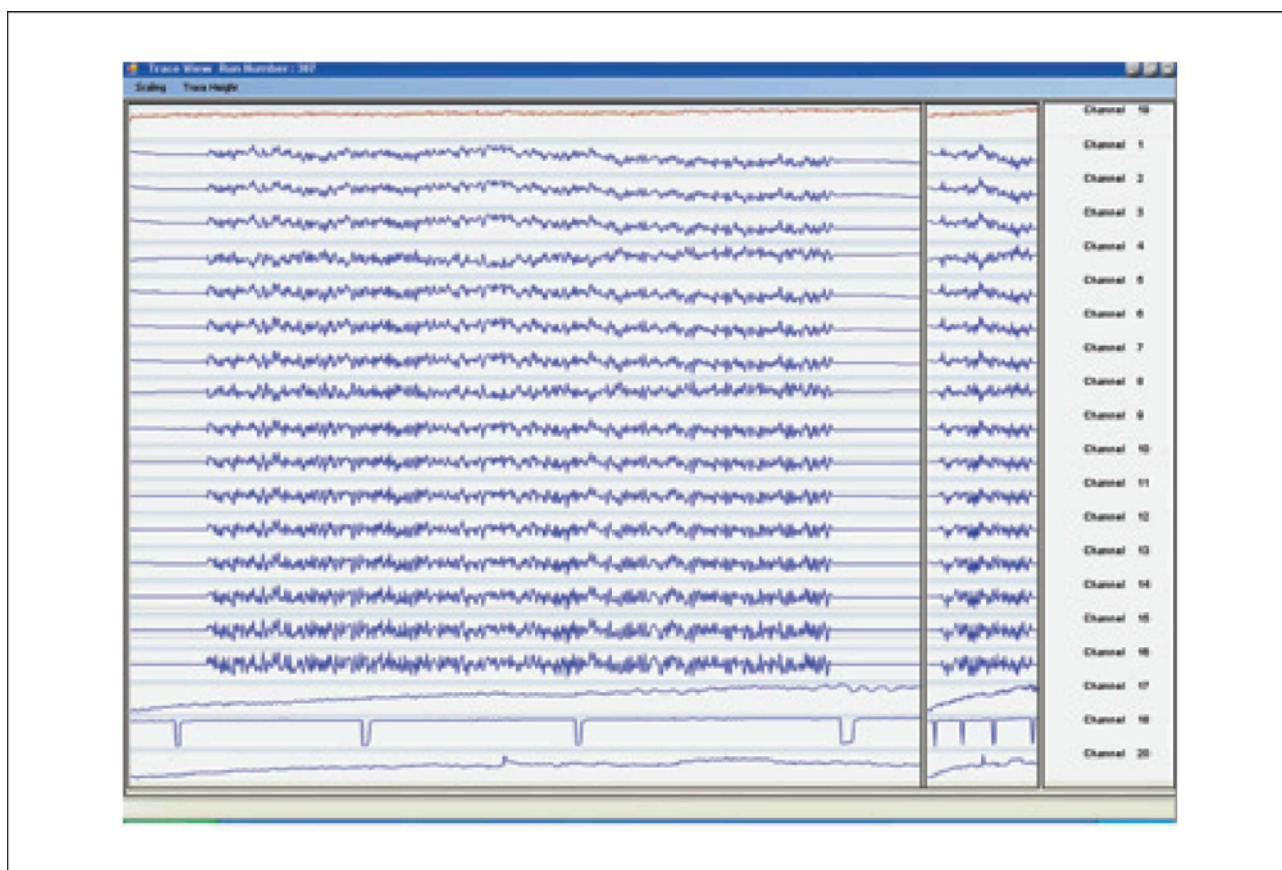 Trace View Run Number : 387
Scaling Trace Height
Channel 19
Channel 1
Channel 2
Channel 3
Channel 4
Channel 5
Channel 6
Channel 7
Channel 8
Channel 9
Channel 10
Channel 11
Channel 12
Channel 13
Channel 14
Channel 15
Channel 16
Channel 17
Channel 18
Channel 20